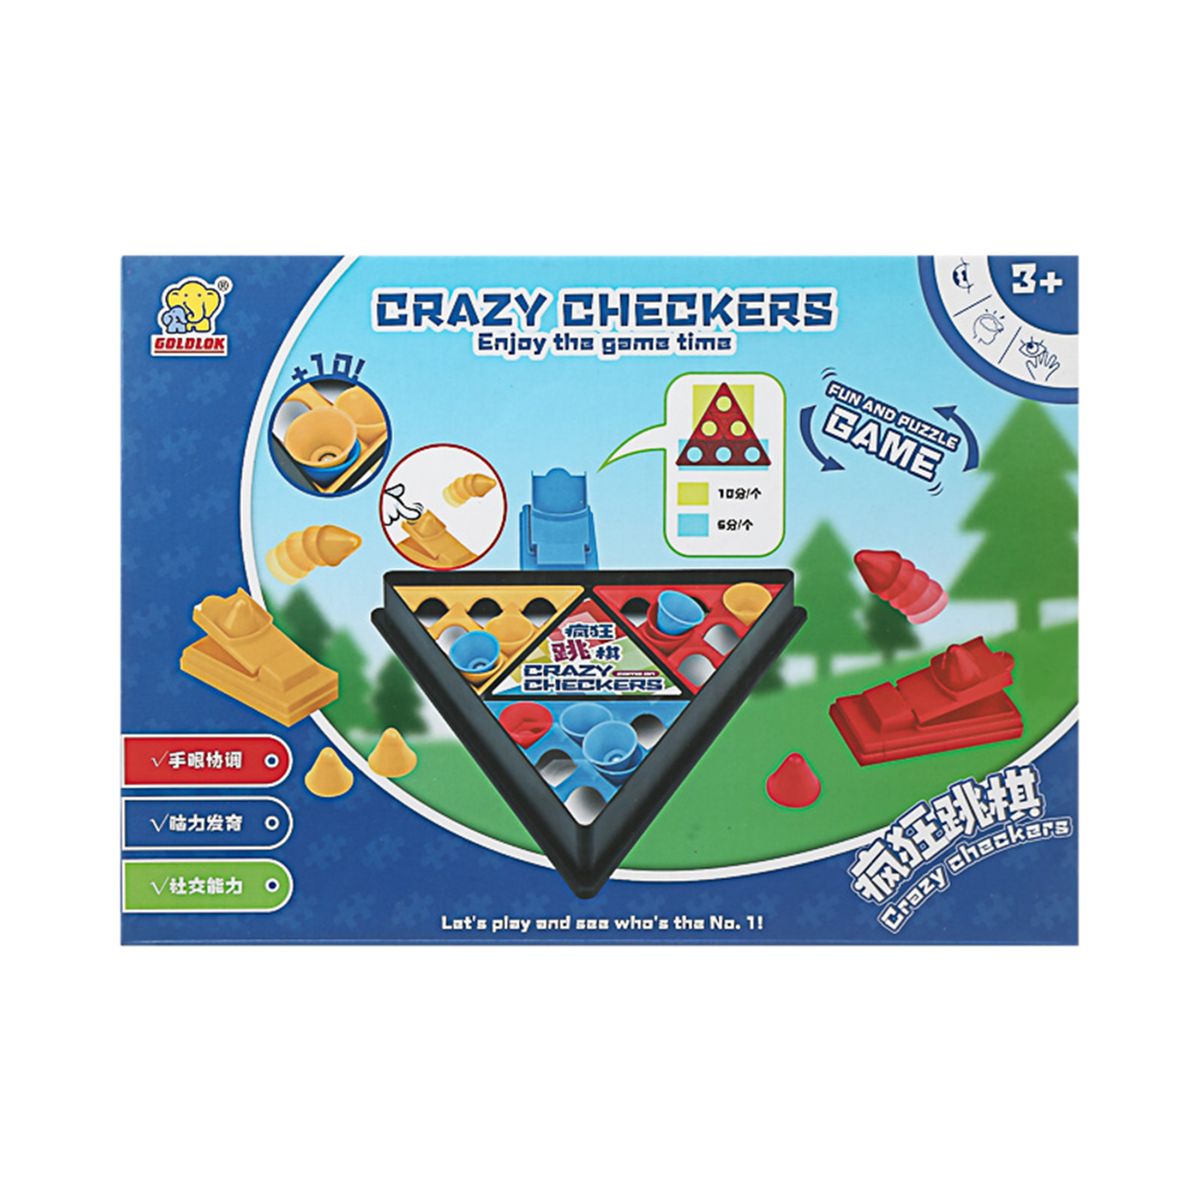 GOLDLOK
®
CRAZY CHECKERS
Enjoy the game time
3+
+10!
FUN AND PUZZLE
GAME
10分/个
5分/个
疯狂
跳棋
CRAZY
CHECKERS
√手眼协调
√脑力发育
√社交能力
疯狂跳棋
Crazy checkers
Let's play and see who's the No. 1!